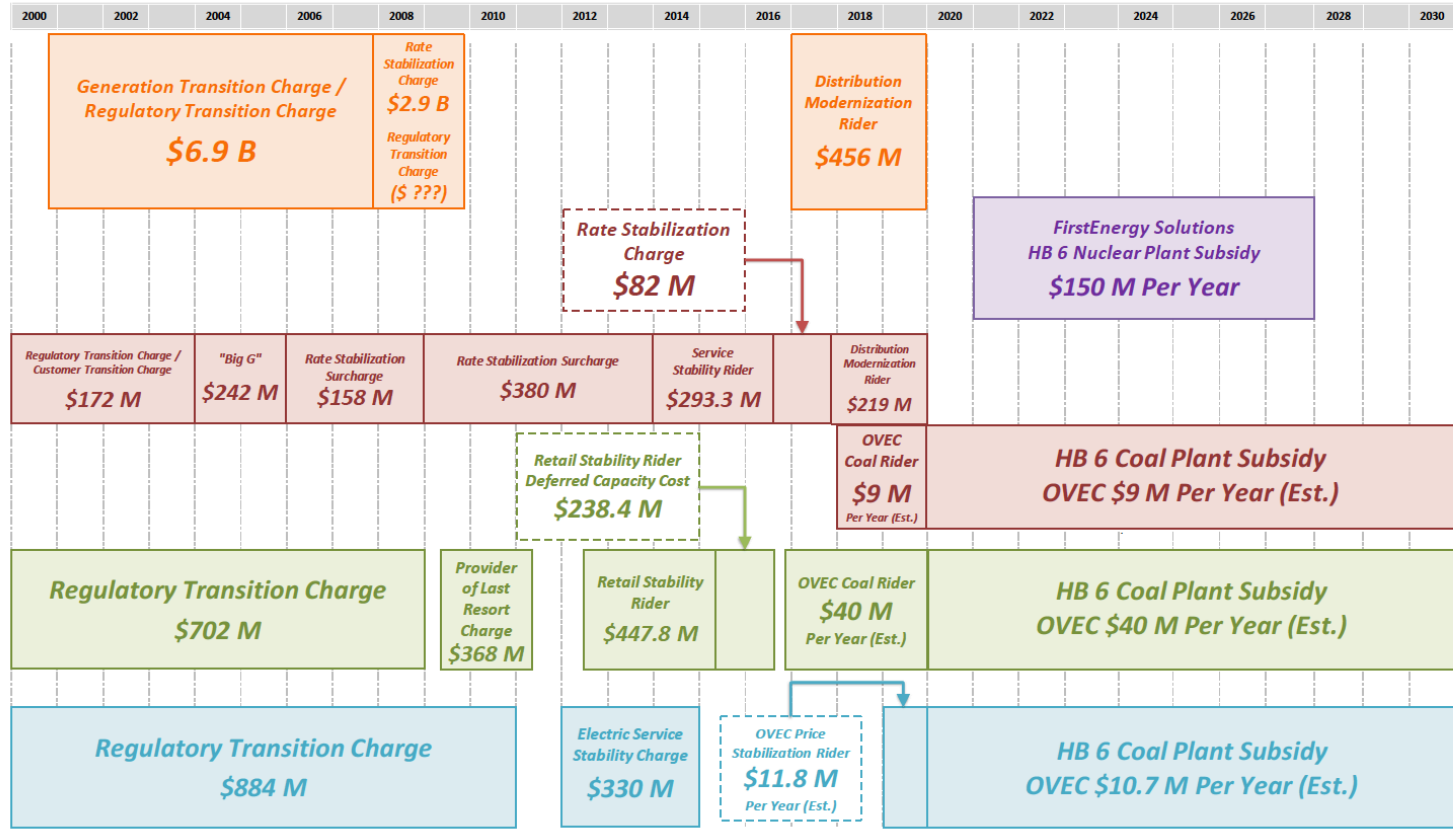 2000 2002 2004 2006 2008 2010 2012 2014 2016 2018 2020 2022 2024 2026 2028 2030
Generation Transition Charge /
Regulatory Transition Charge
$6.9 B
Rate
Stabilization
Charge
$2.9 B
Regulatory
Transition
Charge
($ ???)
Distribution
Modernization
Rider
$456 M
Rate Stabilization
Charge
$82 M
FirstEnergy Solutions
HB 6 Nuclear Plant Subsidy
$150 M Per Year
Regulatory Transition Charge /
Customer Transition Charge
$172 M
"Big G"
$242 M
Rate Stabilization
Surcharge
$158 M
Rate Stabilization Surcharge
$380 M
Service
Stability Rider
$293.3 M
Distribution
Modernization
Rider
$219 M
OVEC
Coal Rider
$9 M
Per Year (Est.)
HB 6 Coal Plant Subsidy
OVEC $9 M Per Year (Est.)
Retail Stability Rider
Deferred Capacity Cost
$238.4 M
Regulatory Transition Charge
$702 M
Provider
of Last
Resort
Charge
$368 M
Retail Stability
Rider
$447.8 M
OVEC Coal Rider
$40 M
Per Year (Est.)
HB 6 Coal Plant Subsidy
OVEC $40 M Per Year (Est.)
Regulatory Transition Charge
$884 M
Electric Service
Stability Charge
$330 M
OVEC Price
Stabilization Rider
$11.8 M
Per Year (Est.)
HB 6 Coal Plant Subsidy
OVEC $10.7 M Per Year (Est.)